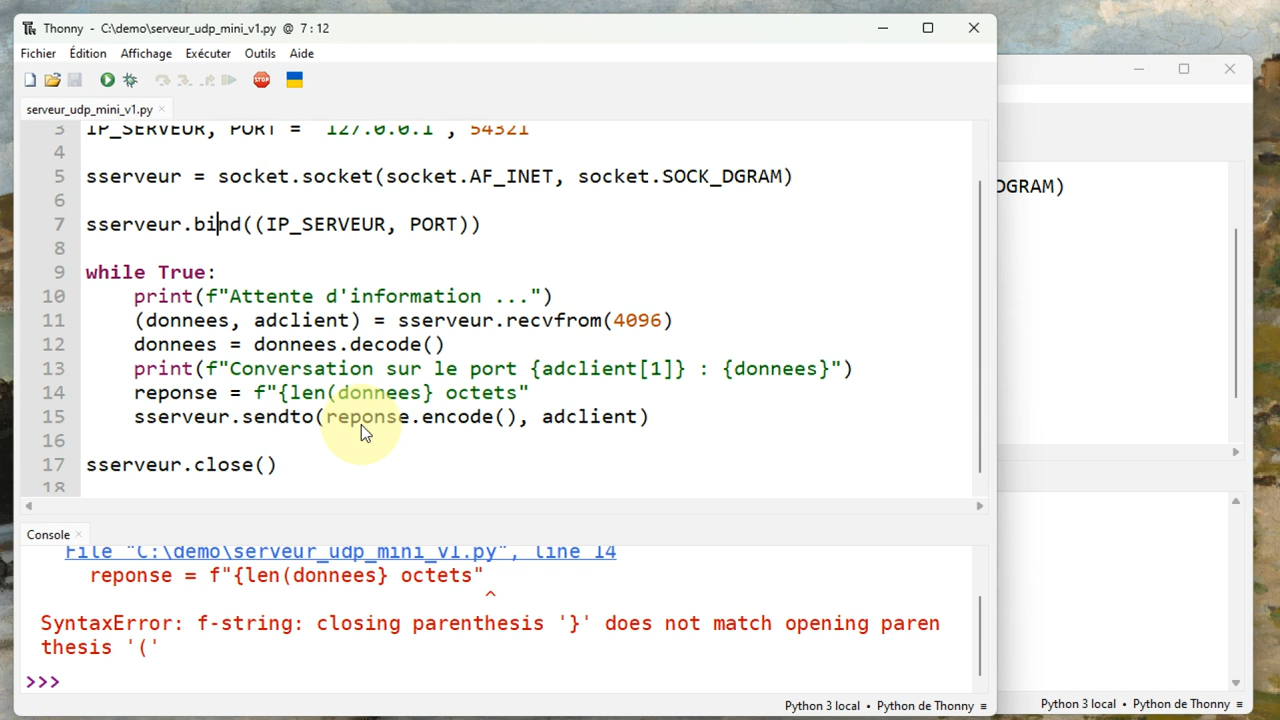 Thonny - C:\demo\serveur_udp_mini_v1.py @ 7 : 12
Fichier Édition Affichage Exécuter Outils Aide
STOP
serveur_udp_mini_v1.py ×
3 IP_SERVEUR, PORT = "127.0.0.1", 54321
4
5 sserveur = socket.socket(socket.AF_INET, socket.SOCK_DGRAM)
6
7 sserveur.bind((IP_SERVEUR, PORT))
8
9 while True:
10 print(f"Attente d'information ...")
11 (donnees, adclient) = sserveur.recvfrom(4096)
12 donnees = donnees.decode()
13 print(f"Conversation sur le port {adclient[1]} : {donnees}")
14 reponse = f"{len(donnees} octets"
15 sserveur.sendto(reponse.encode(), adclient)
16
17 sserveur.close()
18
Console ×
File "C:\demo\serveur_udp_mini_v1.py", line 14
reponse = f"{len(donnees} octets"
^
SyntaxError: f-string: closing parenthesis '}' does not match opening paren
thesis '('
>>>
Python 3 local • Python de Thonny ≡
DGRAM)
Python 3 local • Python de Thonny ≡